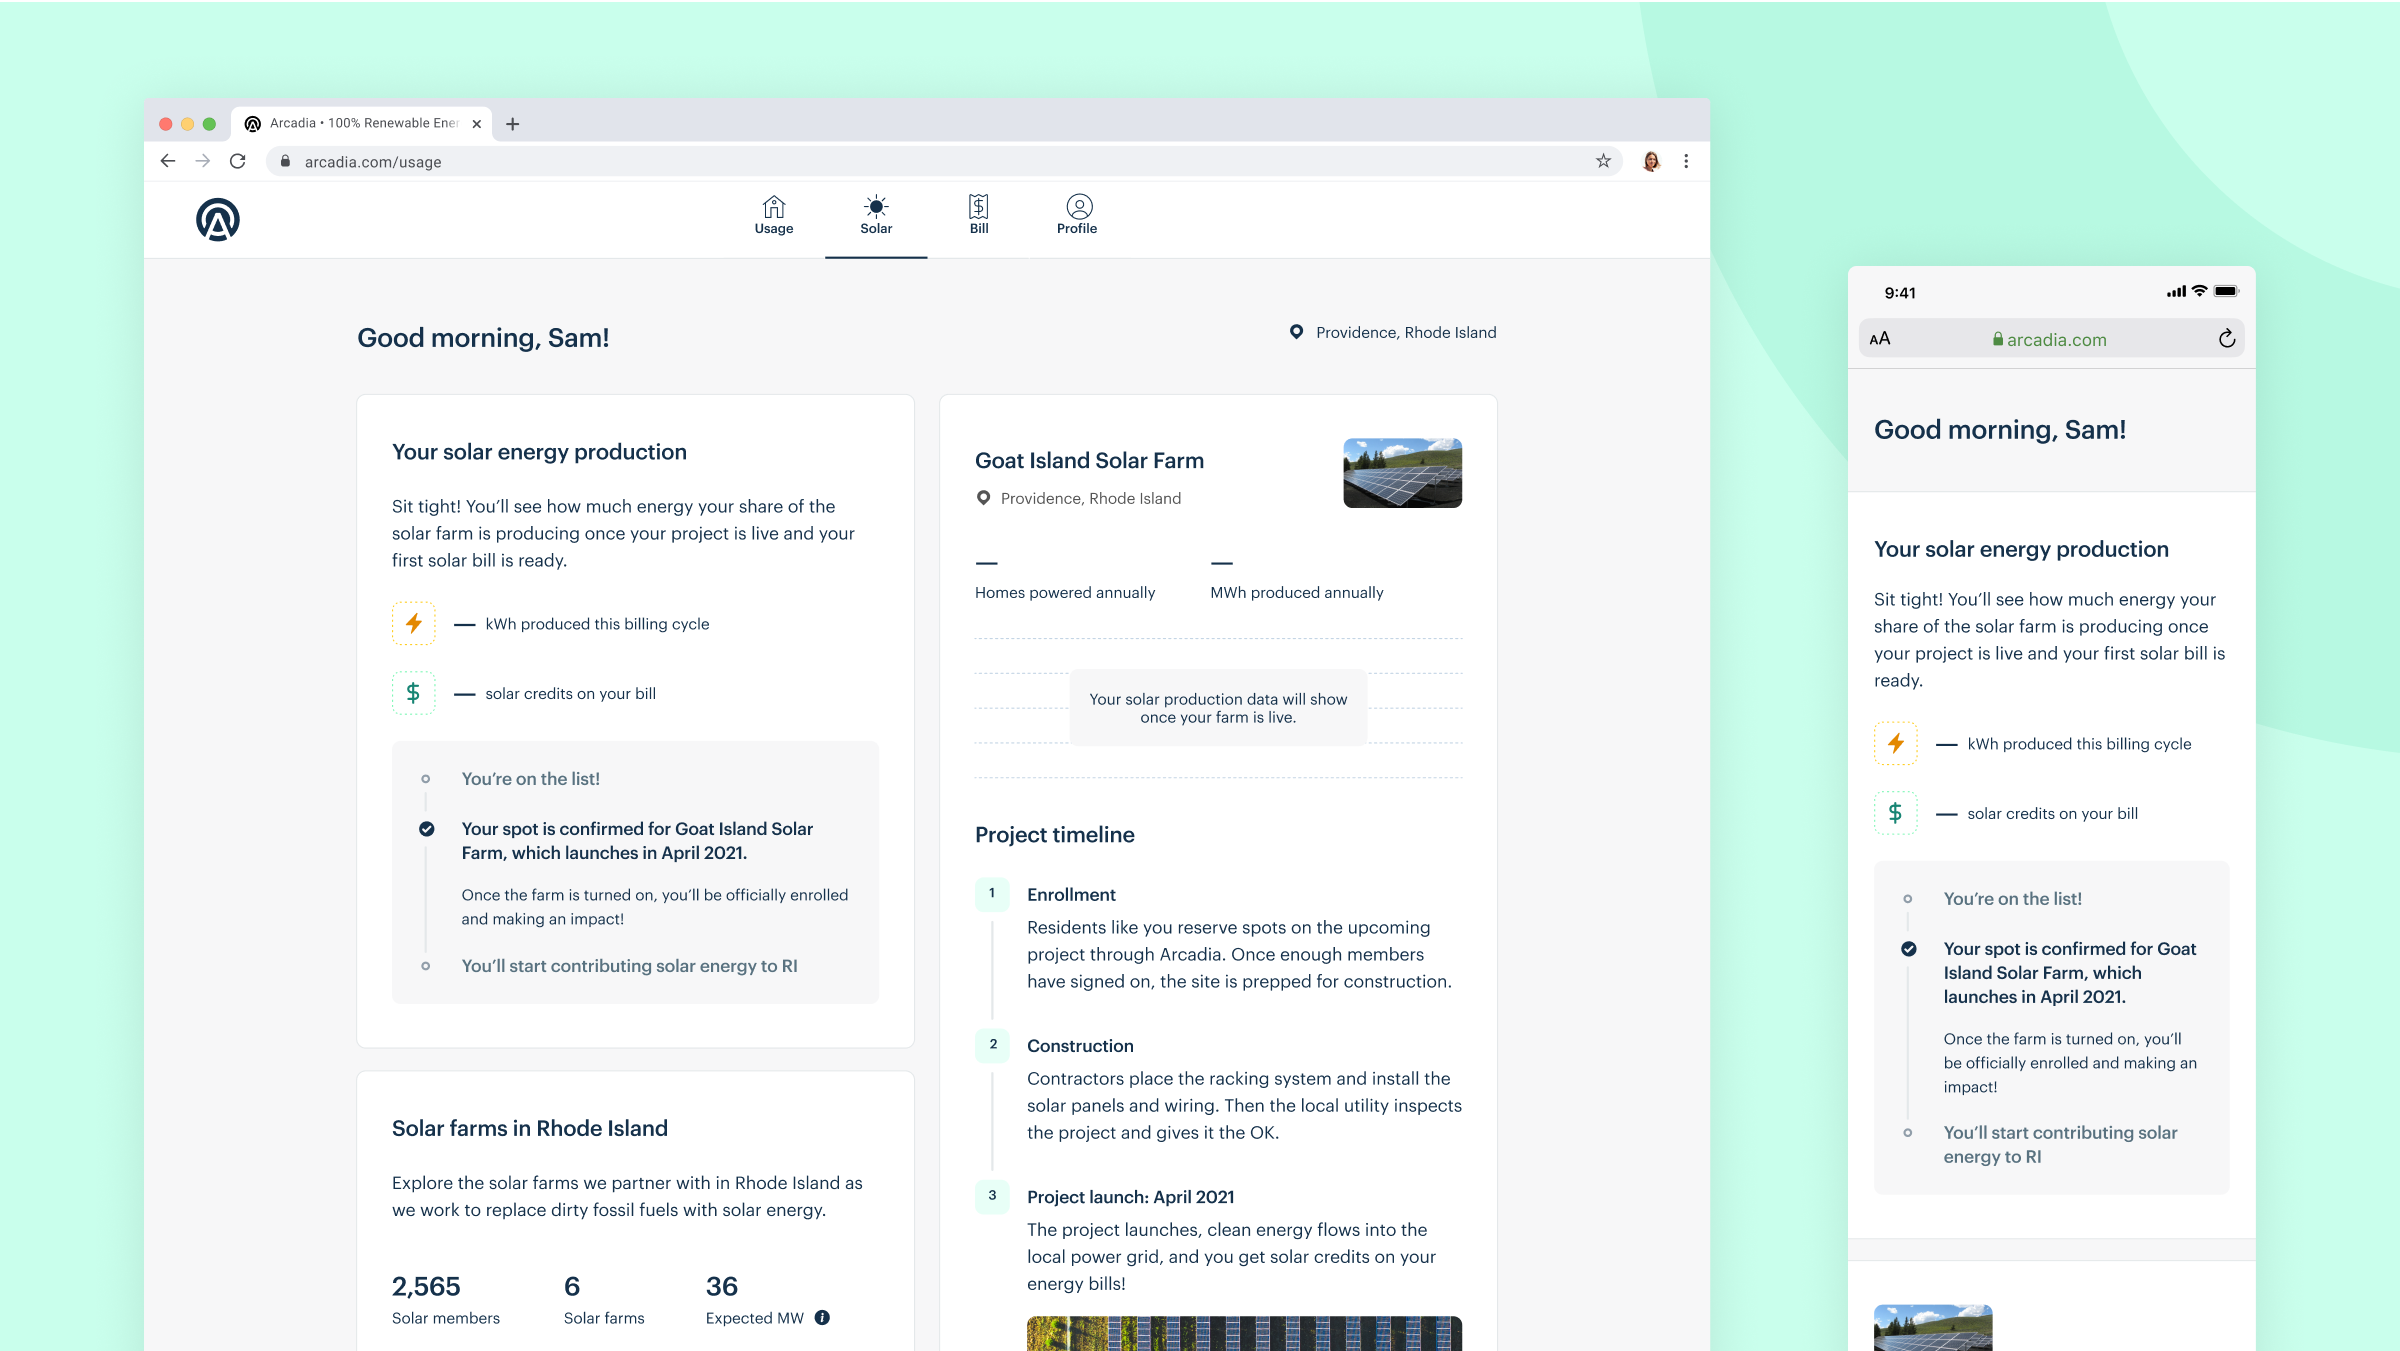 Arcadia • 100% Renewable Ener
arcadia.com/usage
Usage
Solar
Bill
Profile
Good morning, Sam!
Providence, Rhode Island
Your solar energy production
Sit tight! You’ll see how much energy your share of the
solar farm is producing once your project is live and your
first solar bill is ready.
— kWh produced this billing cycle
$
— solar credits on your bill
You’re on the list!
Your spot is confirmed for Goat Island Solar
Farm, which launches in April 2021.
Once the farm is turned on, you’ll be officially enrolled
and making an impact!
You’ll start contributing solar energy to RI
Solar farms in Rhode Island
Explore the solar farms we partner with in Rhode Island as
we work to replace dirty fossil fuels with solar energy.
2,565
Solar members
6
Solar farms
36
Expected MW
Goat Island Solar Farm
Providence, Rhode Island
—
Homes powered annually
—
MWh produced annually
Your solar production data will show
once your farm is live.
Project timeline
1
Enrollment
Residents like you reserve spots on the upcoming
project through Arcadia. Once enough members
have signed on, the site is prepped for construction.
2
Construction
Contractors place the racking system and install the
solar panels and wiring. Then the local utility inspects
the project and gives it the OK.
3
Project launch: April 2021
The project launches, clean energy flows into the
local power grid, and you get solar credits on your
energy bills!
9:41
AA
arcadia.com
Good morning, Sam!
Your solar energy production
Sit tight! You’ll see how much energy your
share of the solar farm is producing once
your project is live and your first solar bill is
ready.
— kWh produced this billing cycle
$
— solar credits on your bill
You’re on the list!
Your spot is confirmed for Goat
Island Solar Farm, which
launches in April 2021.
Once the farm is turned on, you’ll
be officially enrolled and making an
impact!
You’ll start contributing solar
energy to RI